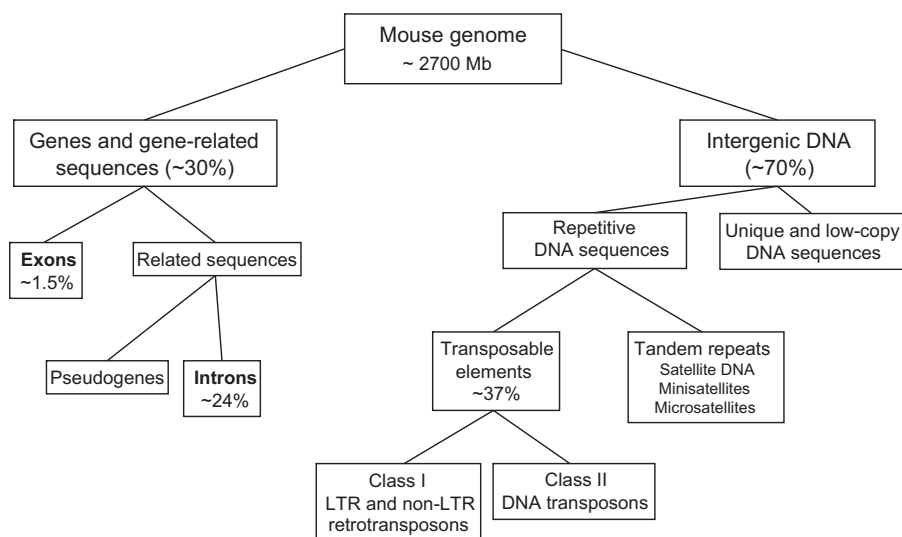 Mouse genome
~ 2700 Mb
Genes and gene-related
sequences (~30%)
Intergenic DNA
(~70%)
Exons
~1.5%
Related sequences
Repetitive
DNA sequences
Unique and low-copy
DNA sequences
Pseudogenes
Introns
~24%
Transposable
elements
~37%
Tandem repeats
Satellite DNA
Minisatellites
Microsatellites
Class I
LTR and non-LTR
retrotransposons
Class II
DNA transposons